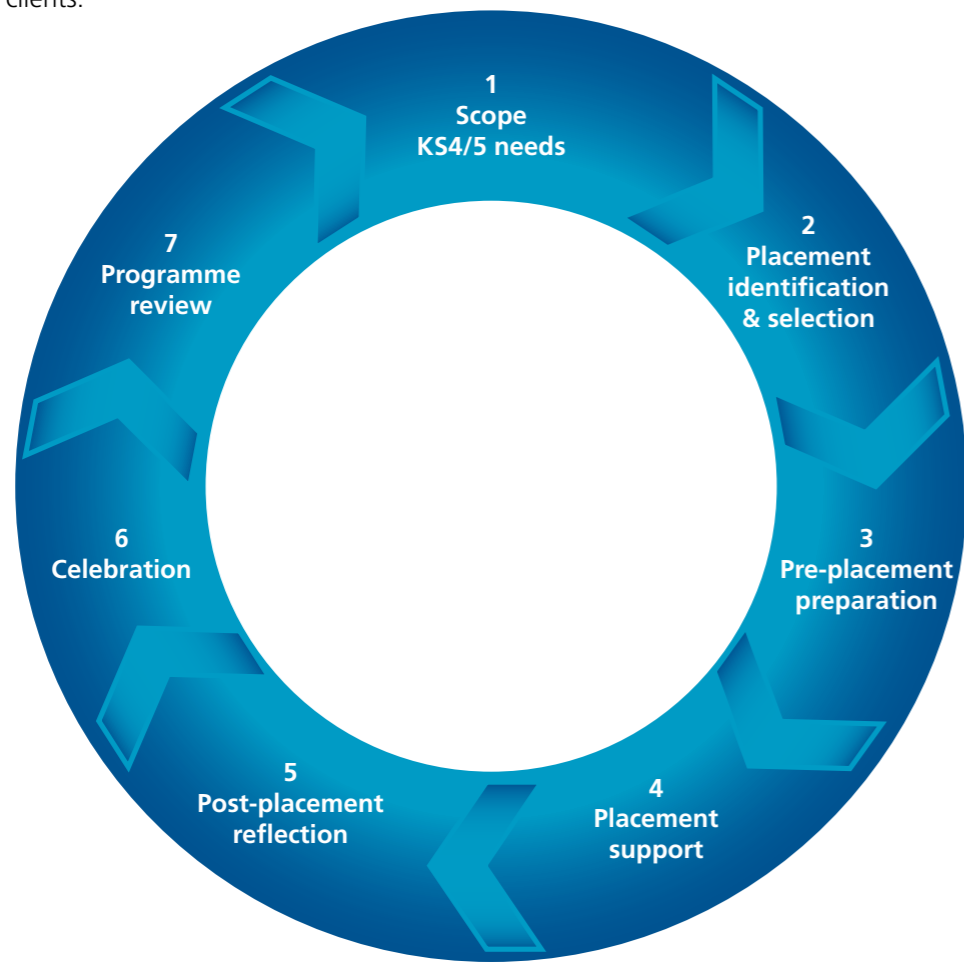 clients.
1
Scope
KS4/5 needs
2
Placement
identification
& selection
3
Pre-placement
preparation
4
Placement
support
5
Post-placement
reflection
6
Celebration
7
Programme
review